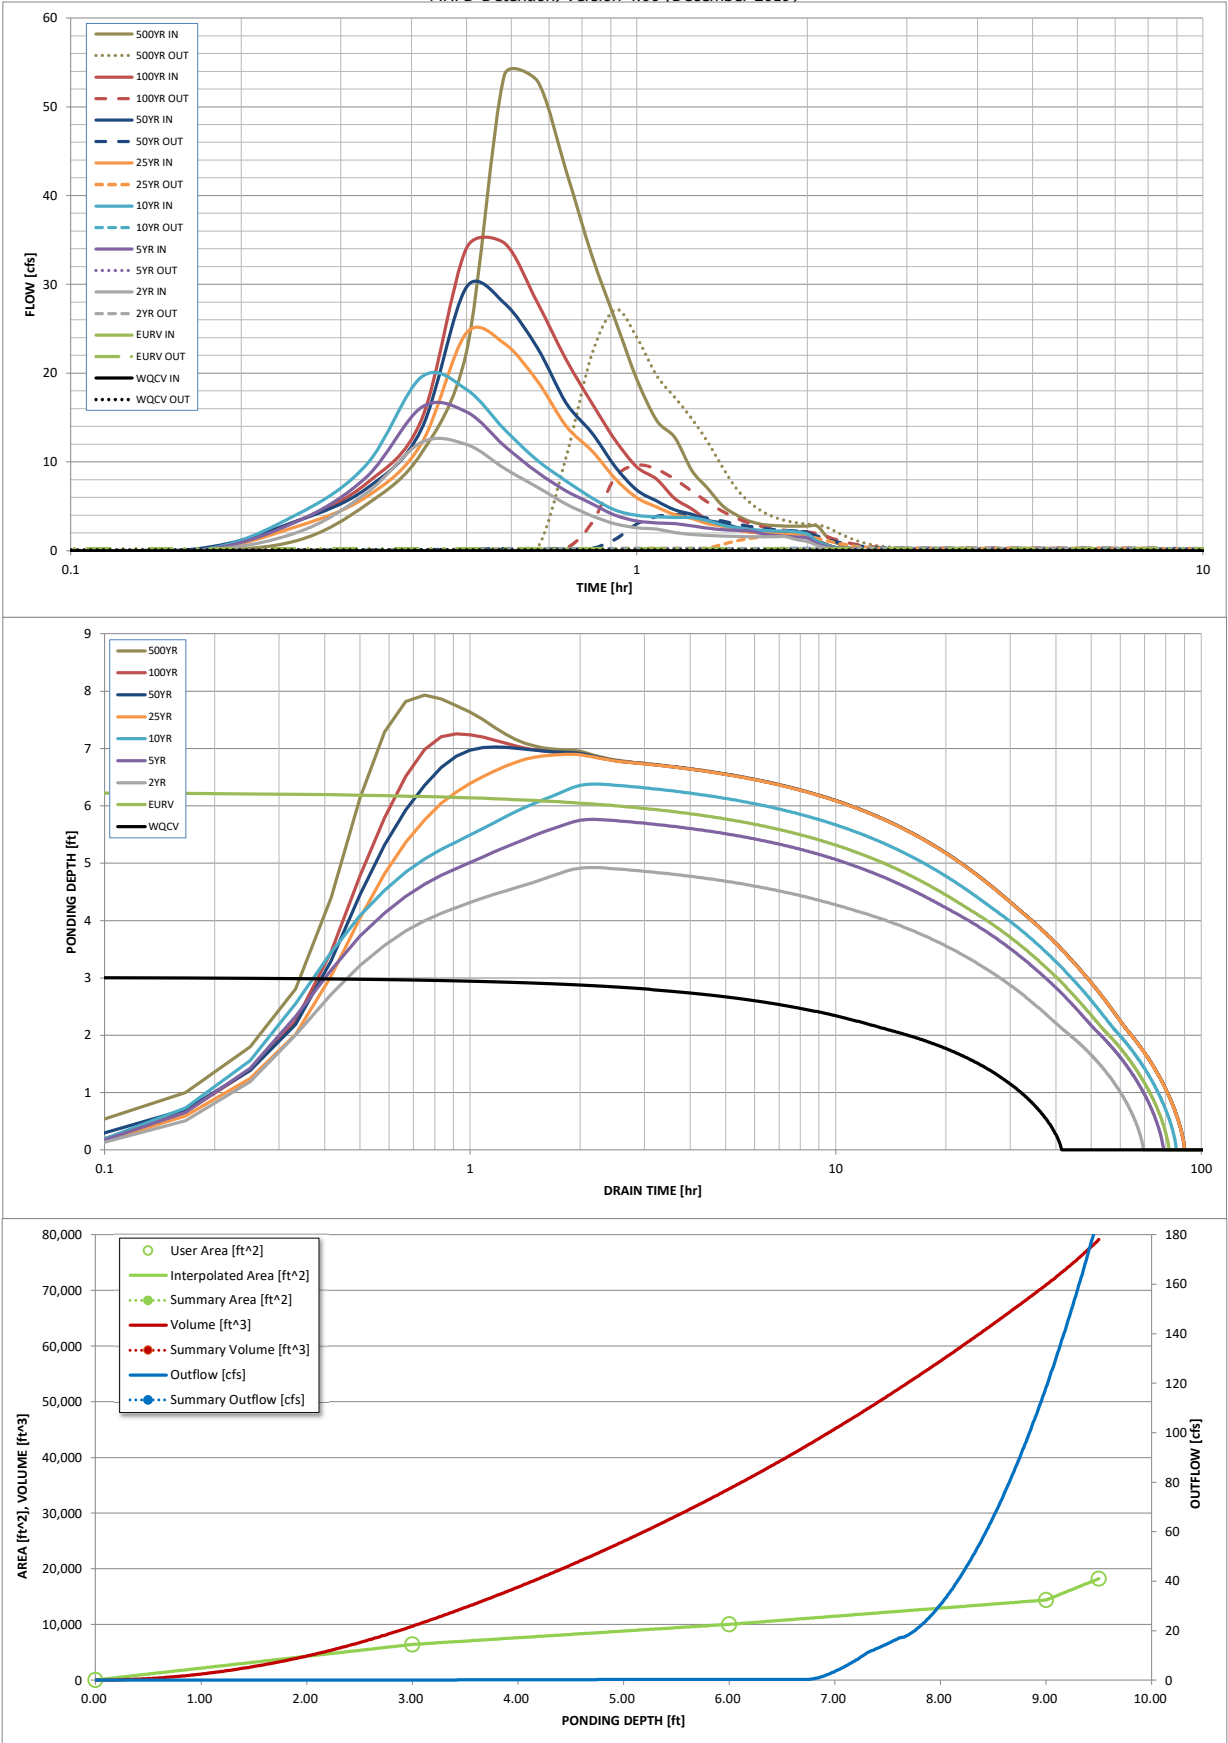 60
50
40
30
20
10
0
FLOW [cfs]
500YR IN
500YR OUT
100YR IN
100YR OUT
50YR IN
50YR OUT
25YR IN
25YR OUT
10YR IN
10YR OUT
5YR IN
5YR OUT
2YR IN
2YR OUT
EURV IN
EURV OUT
WQCV IN
WQCV OUT
0.1 1 10
TIME [hr]
9
8
7
6
5
4
3
2
1
0
PONDING DEPTH [ft]
500YR
100YR
50YR
25YR
10YR
5YR
2YR
EURV
WQCV
0.1 1 10 100
DRAIN TIME [hr]
80,000
70,000
60,000
50,000
40,000
30,000
20,000
10,000
0
AREA [ft^2], VOLUME [ft^3]
User Area [ft^2]
Interpolated Area [ft^2]
Summary Area [ft^2]
Volume [ft^3]
Summary Volume [ft^3]
Outflow [cfs]
Summary Outflow [cfs]
180
160
140
120
100
80
60
40
20
0
OUTFLOW [cfs]
0.00 1.00 2.00 3.00 4.00 5.00 6.00 7.00 8.00 9.00 10.00
PONDING DEPTH [ft]